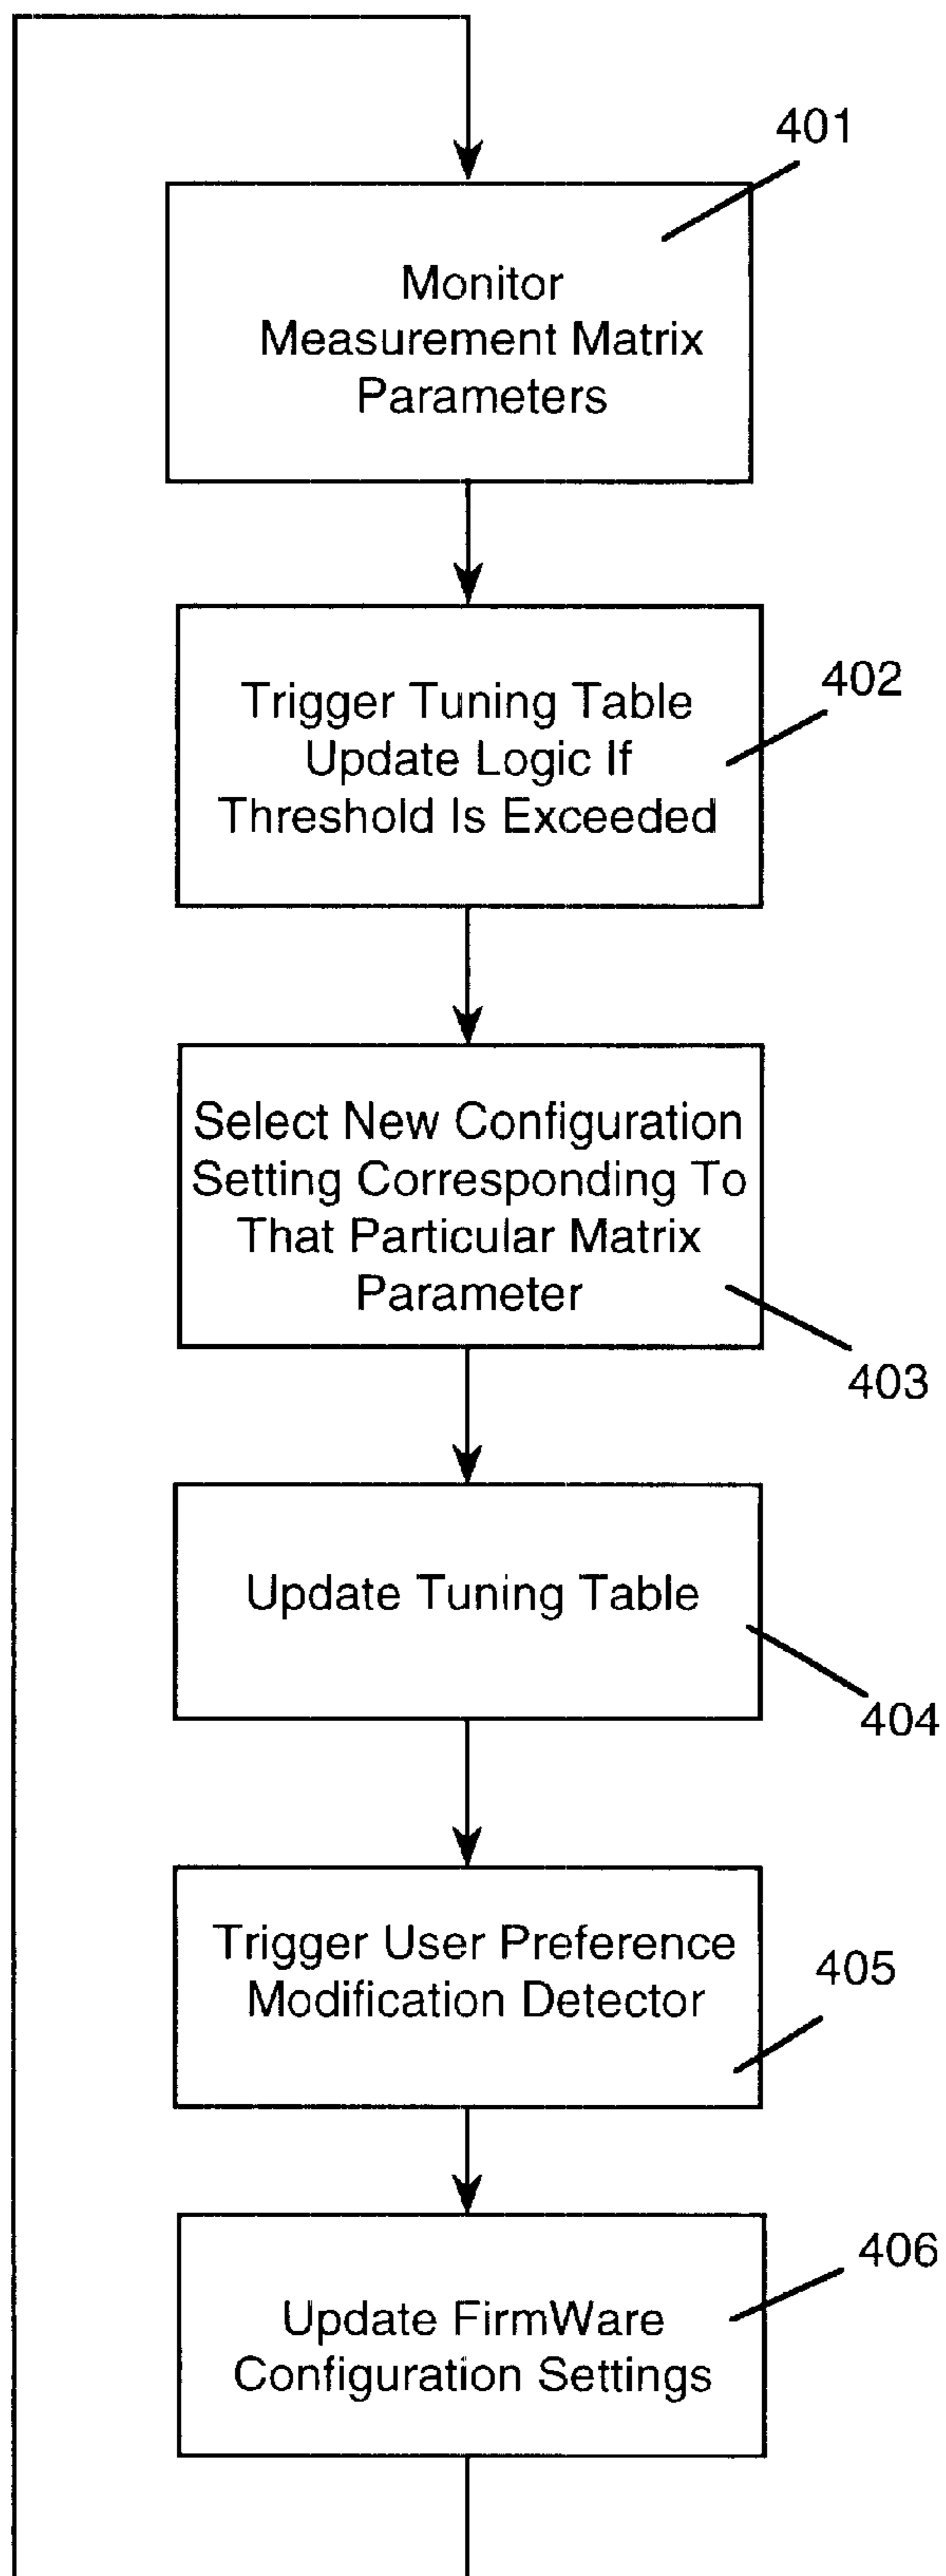 401
Monitor
Measurement Matrix
Parameters
402
Trigger Tuning Table
Update Logic If
Threshold Is Exceeded
Select New Configuration
Setting Corresponding To
That Particular Matrix
Parameter
403
Update Tuning Table
404
Trigger User Preference
Modification Detector
405
406
Update FirmWare
Configuration Settings